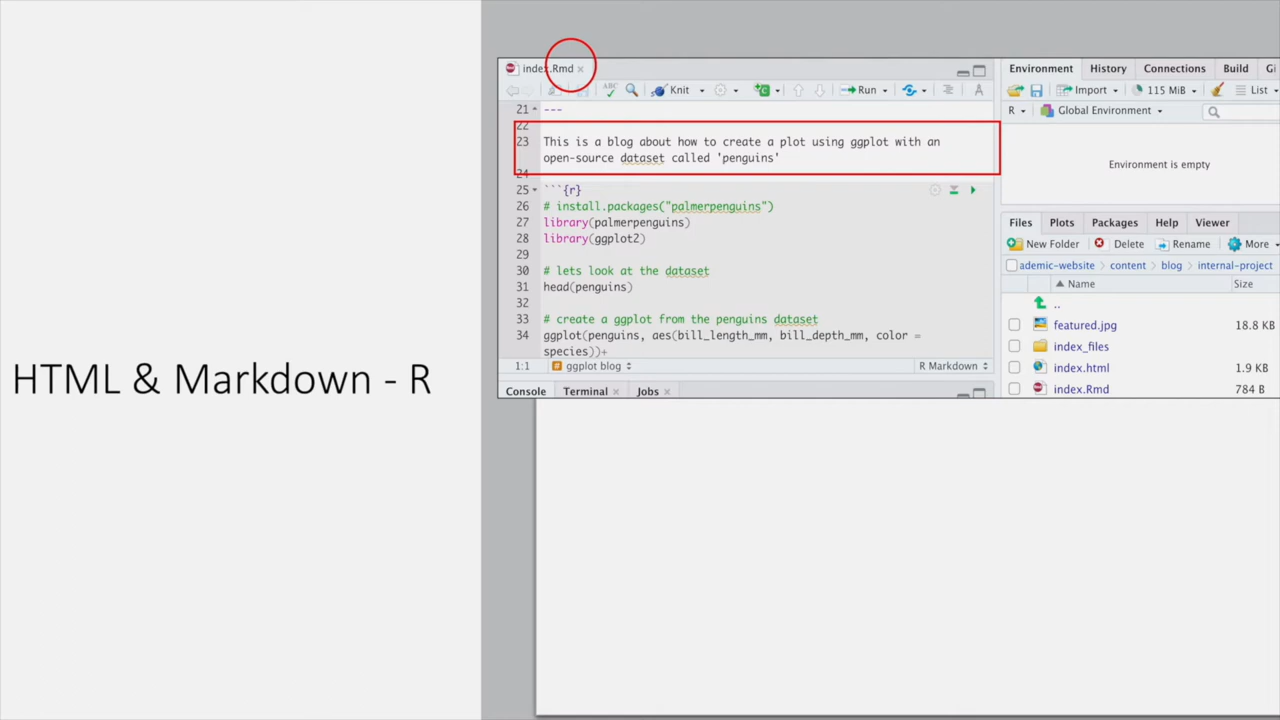 HTML & Markdown - R
index.Rmd
Knit
Run
21 ---
22
23 This is a blog about how to create a plot using ggplot with an
open-source dataset called 'penguins'
24
25 ```{r}
26 # install.packages("palmerpenguins")
27 library(palmerpenguins)
28 library(ggplot2)
29
30 # lets look at the dataset
31 head(penguins)
32
33 # create a ggplot from the penguins dataset
34 ggplot(penguins, aes(bill_length_mm, bill_depth_mm, color =
species))+
1:1 ggplot blog R Markdown
Console Terminal Jobs
Environment History Connections Build Gi
Import 115 MiB List
R Global Environment
Environment is empty
Files Plots Packages Help Viewer
New Folder Delete Rename More
ademic-website content blog internal-project
Name Size
..
featured.jpg 18.8 KB
index_files
index.html 1.9 KB
index.Rmd 784 B